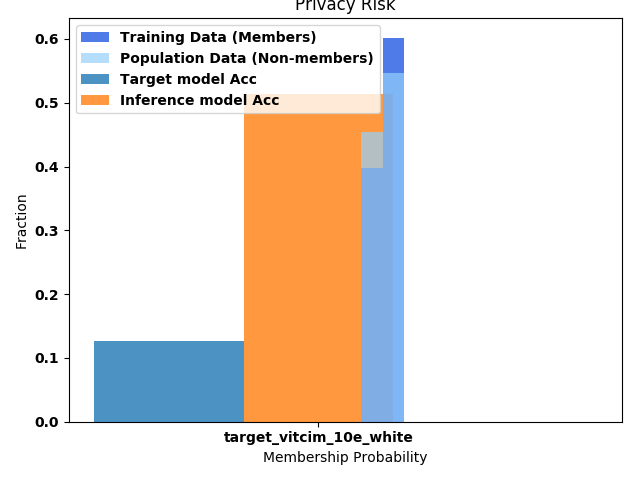 Privacy Risk
Training Data (Members)
Population Data (Non-members)
Target model Acc
Inference model Acc
0.6
0.5
0.4
0.3
0.2
0.1
0.0
Fraction
target_vitcim_10e_white
Membership Probability